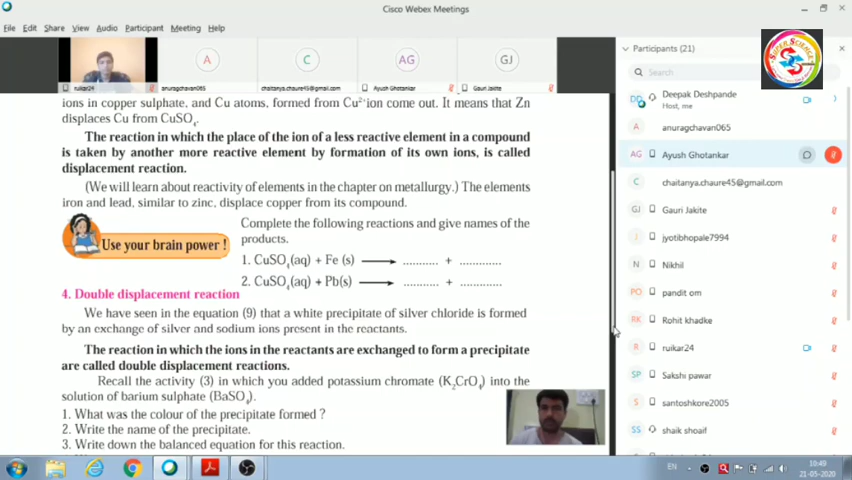 Cisco Webex Meetings
File Edit Share View Audio Participant Meeting Help
A
C
AG
GJ
ruikar24
anuragchavan065
chaitanya.chaure45@gmail.com
Ayush Ghotankar
Gauri Jakite
ions in copper sulphate, and Cu atoms, formed from Cu²⁺ion come out. It means that Zn
displaces Cu from CuSO₄.
The reaction in which the place of the ion of a less reactive element in a compound
is taken by another more reactive element by formation of its own ions, is called
displacement reaction.
(We will learn about reactivity of elements in the chapter on metallurgy.) The elements
iron and lead, similar to zinc, displace copper from its compound.
Use your brain power !
Complete the following reactions and give names of the
products.
1. CuSO₄(aq) + Fe (s) ⟶ ........... + .............
2. CuSO₄(aq) + Pb(s) ⟶ ........... + .............
4. Double displacement reaction
We have seen in the equation (9) that a white precipitate of silver chloride is formed
by an exchange of silver and sodium ions present in the reactants.
The reaction in which the ions in the reactants are exchanged to form a precipitate
are called double displacement reactions.
Recall the activity (3) in which you added potassium chromate (K₂CrO₄) into the
solution of barium sulphate (BaSO₄).
1. What was the colour of the precipitate formed ?
2. Write the name of the precipitate.
3. Write down the balanced equation for this reaction.
Participants (21)
Search
SUPER SCIENCE
DD Deepak Deshpande
Host, me
A anuragchavan065
AG Ayush Ghotankar
C chaitanya.chaure45@gmail.com
GJ Gauri Jakite
J jyotibhopale7994
N Nikhil
PO pandit om
RK Rohit khadke
R ruikar24
SP Sakshi pawar
S santoshkore2005
SS shaik shoaif
EN
10:49
21-05-2020